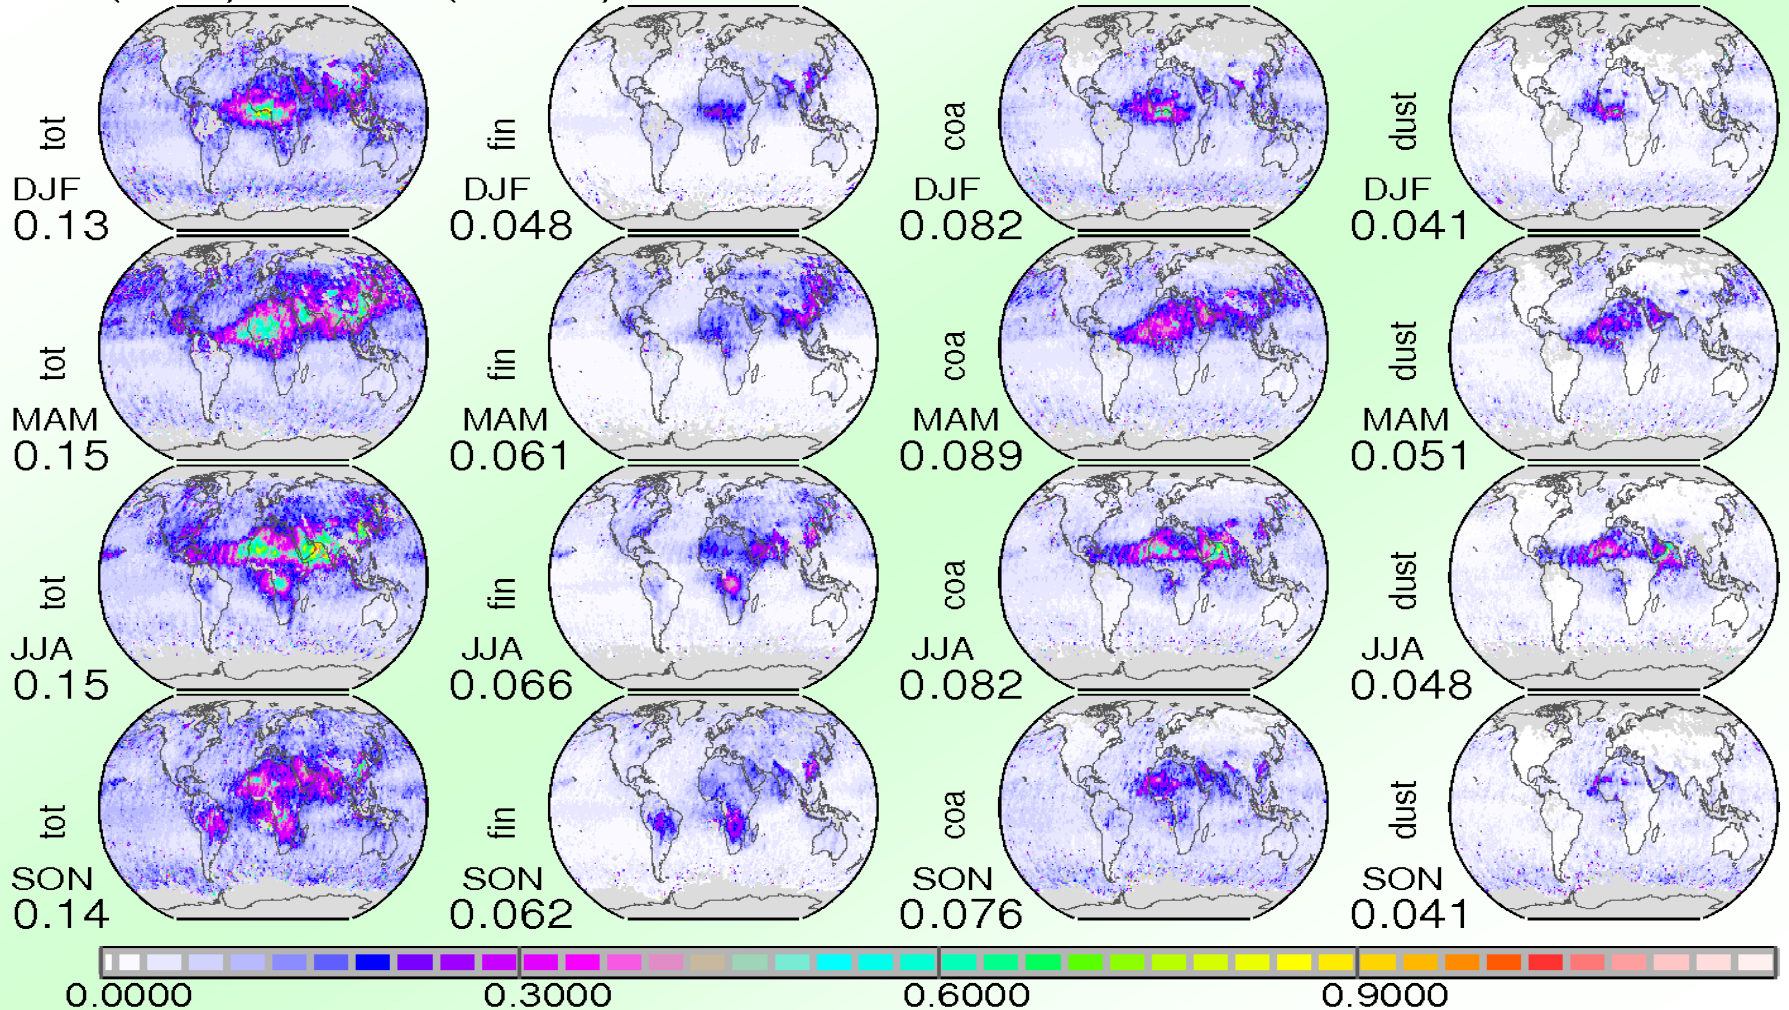 tot fin coa dust
DJF DJF DJF DJF
0.13 0.048 0.082 0.041
tot fin coa dust
MAM MAM MAM MAM
0.15 0.061 0.089 0.051
tot fin coa dust
JJA JJA JJA JJA
0.15 0.066 0.082 0.048
tot fin coa dust
SON SON SON SON
0.14 0.062 0.076 0.041
0.0000 0.3000 0.6000 0.9000